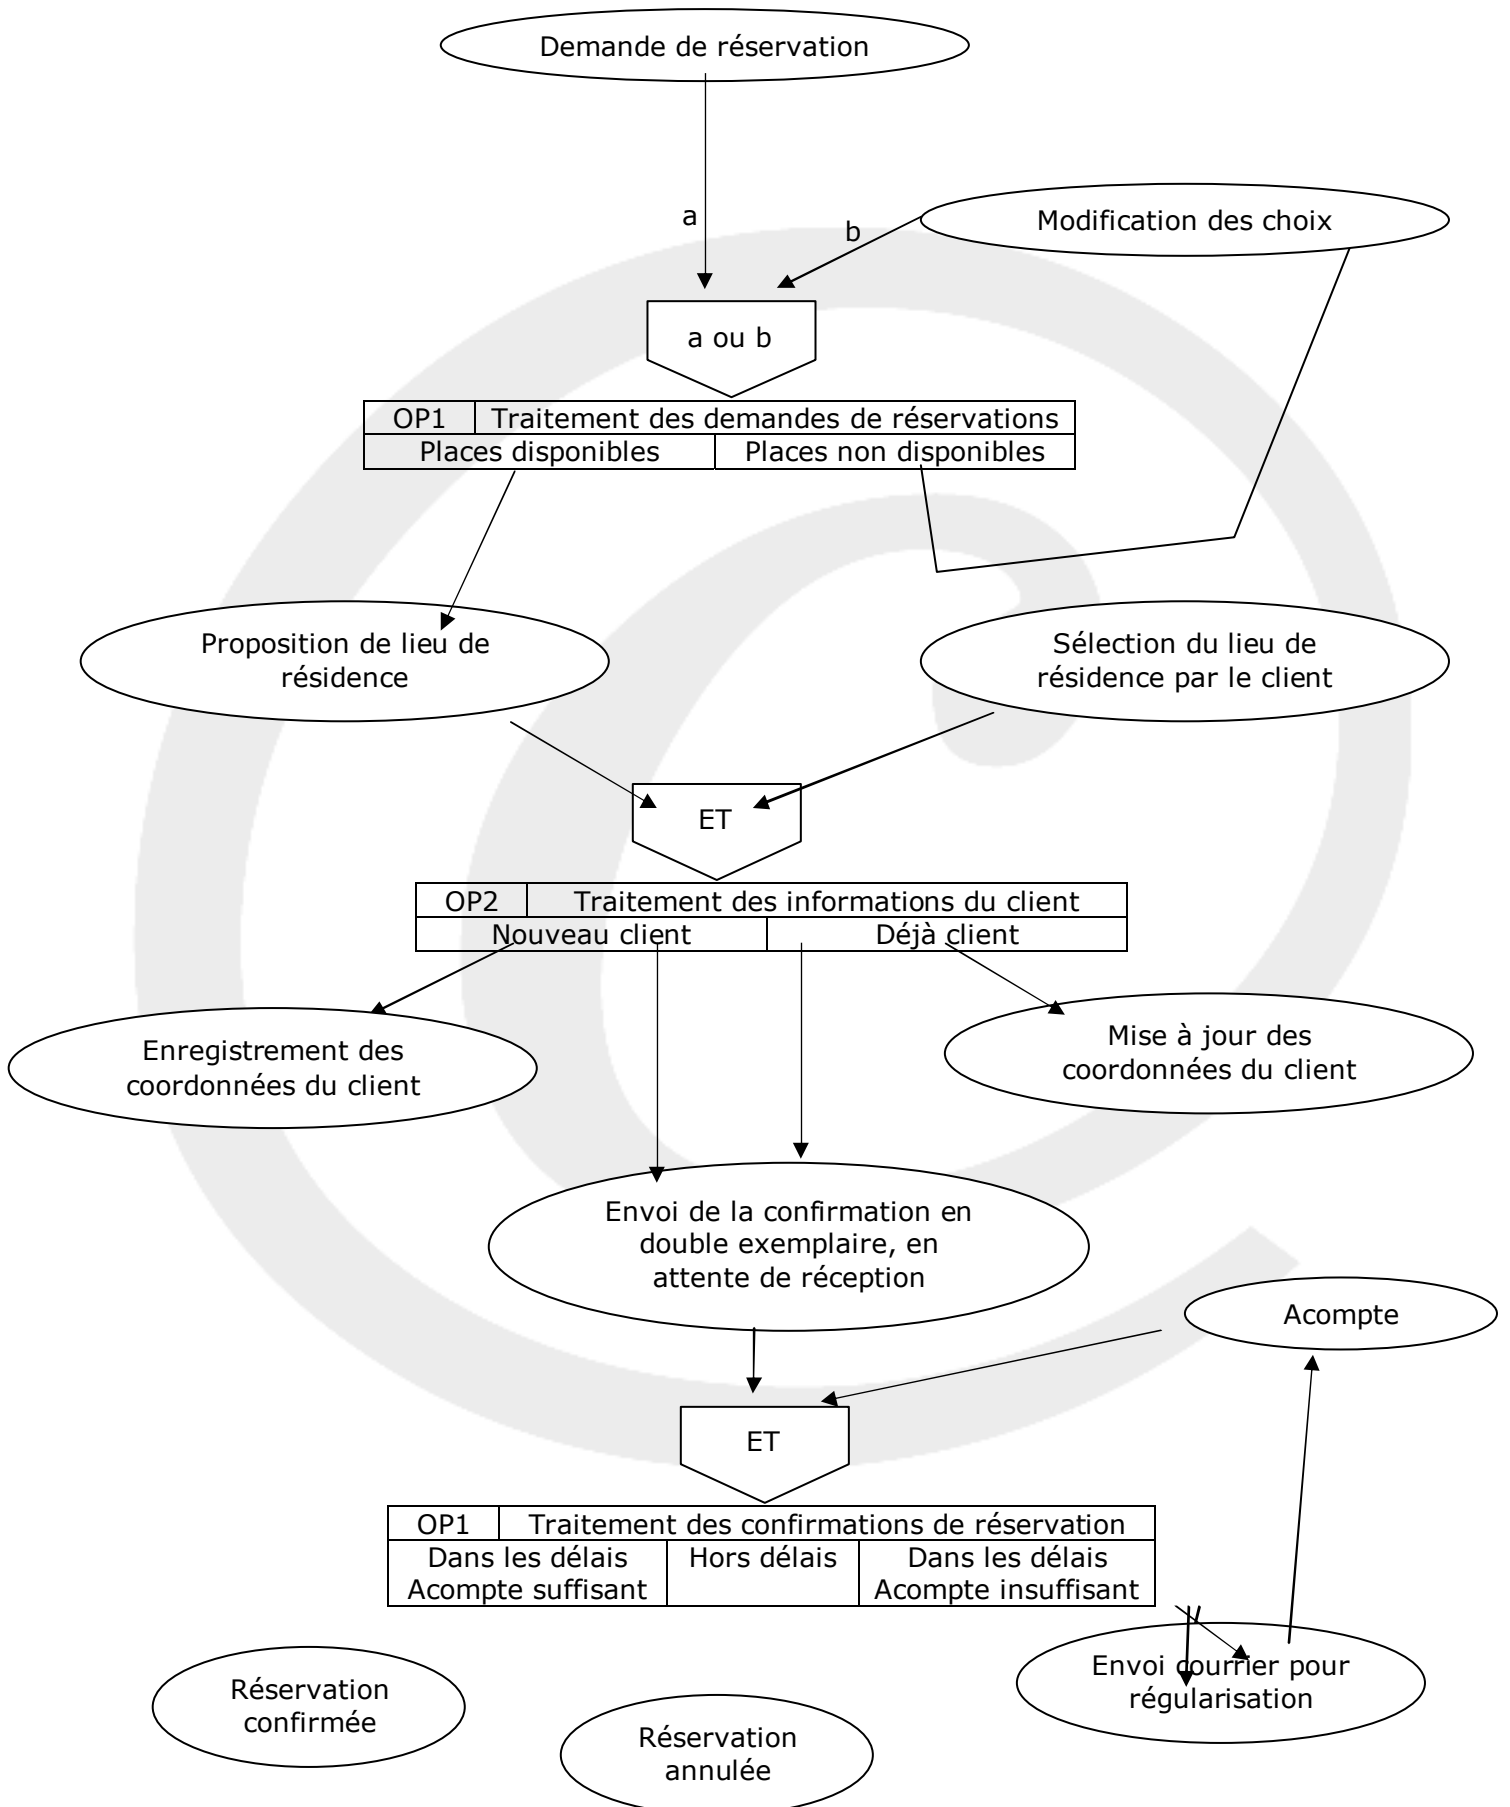 Demande de réservation
a
b
Modification des choix
a ou b
OP1 Traitement des demandes de réservations
Places disponibles Places non disponibles
Proposition de lieu de
résidence
Sélection du lieu de
résidence par le client
ET
OP2 Traitement des informations du client
Nouveau client Déjà client
Enregistrement des
coordonnées du client
Mise à jour des
coordonnées du client
Envoi de la confirmation en
double exemplaire, en
attente de réception
Acompte
ET
OP1 Traitement des confirmations de réservation
Dans les délais Hors délais Dans les délais
Acompte suffisant Acompte insuffisant
Réservation
confirmée
Réservation
annulée
Envoi courrier pour
régularisation